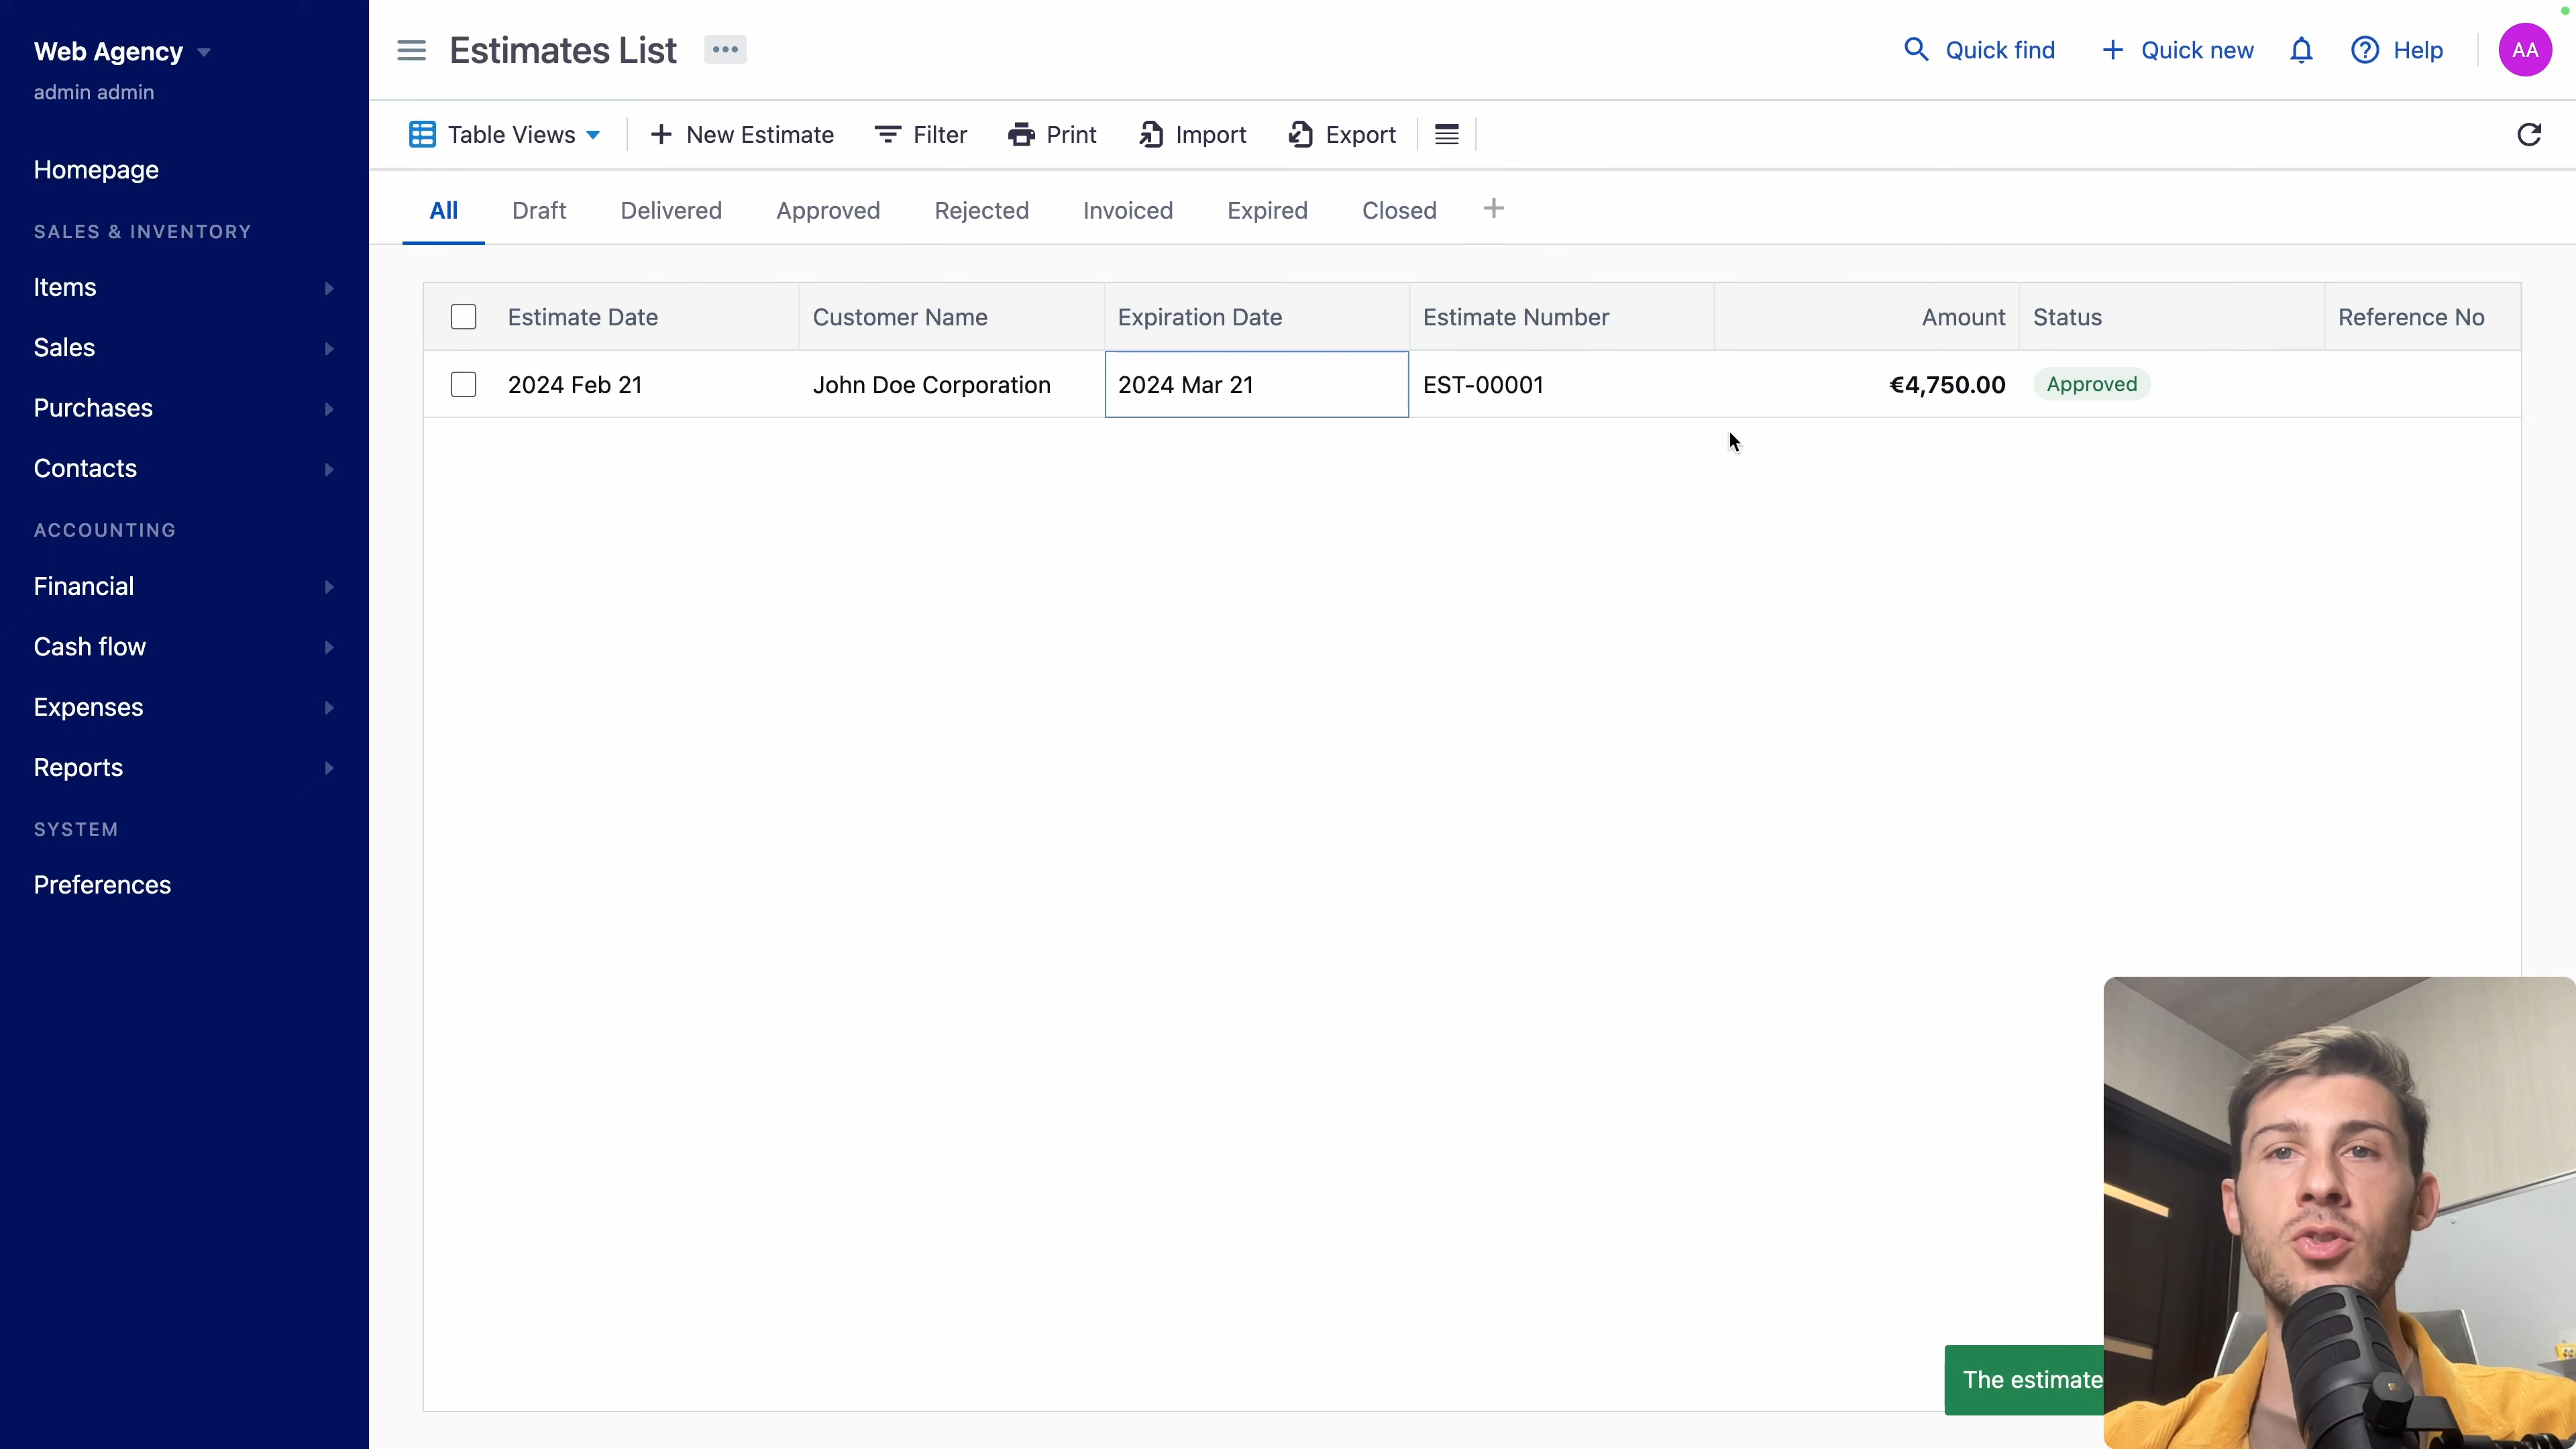 Web Agency
admin admin
Homepage
SALES & INVENTORY
Items
Sales
Purchases
Contacts
ACCOUNTING
Financial
Cash flow
Expenses
Reports
SYSTEM
Preferences
Estimates List
Quick find
Quick new
Help
AA
Table Views
New Estimate
Filter
Print
Import
Export
All Draft Delivered Approved Rejected Invoiced Expired Closed
Estimate Date Customer Name Expiration Date Estimate Number Amount Status Reference No
2024 Feb 21 John Doe Corporation 2024 Mar 21 EST-00001 €4,750.00 Approved
The estimate